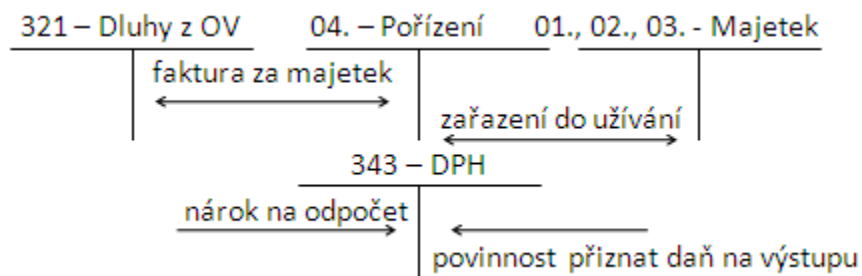 321 – Dluhy z OV 04. – Pořízení 01., 02., 03. - Majetek
faktura za majetek
zařazení do užívání
343 – DPH
nárok na odpočet
povinnost přiznat daň na výstupu